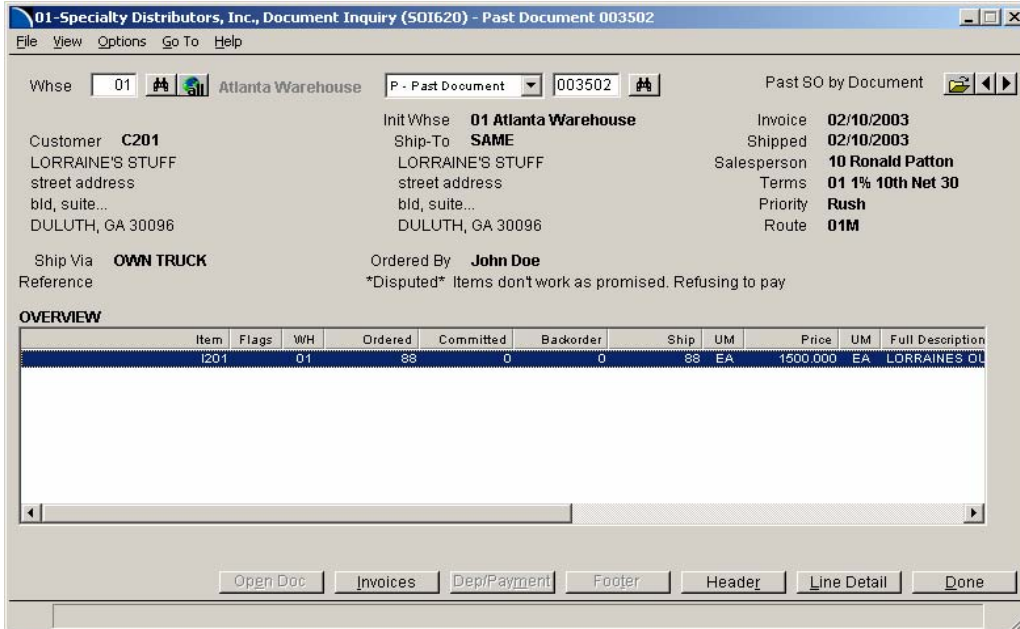 01-Specialty Distributors, Inc., Document Inquiry (SOI620) - Past Document 003502
File View Options Go To Help
Whse 01 all Atlanta Warehouse P - Past Document 003502 Past SO by Document
Init Whse 01 Atlanta Warehouse Invoice 02/10/2003
Customer C201 Ship-To SAME Shipped 02/10/2003
LORRAINE'S STUFF LORRAINE'S STUFF Salesperson 10 Ronald Patton
street address street address Terms 01 1% 10th Net 30
bld, suite... bld, suite... Priority Rush
DULUTH, GA 30096 DULUTH, GA 30096 Route 01M
Ship Via OWN TRUCK Ordered By John Doe
Reference *Disputed* Items don't work as promised. Refusing to pay
OVERVIEW
Item Flags WH Ordered Committed Backorder Ship UM Price UM Full Description
I201 01 88 0 0 88 EA 1500.000 EA LORRAINES OU
Open Doc Invoices Dep/Payment Footer Header Line Detail Done